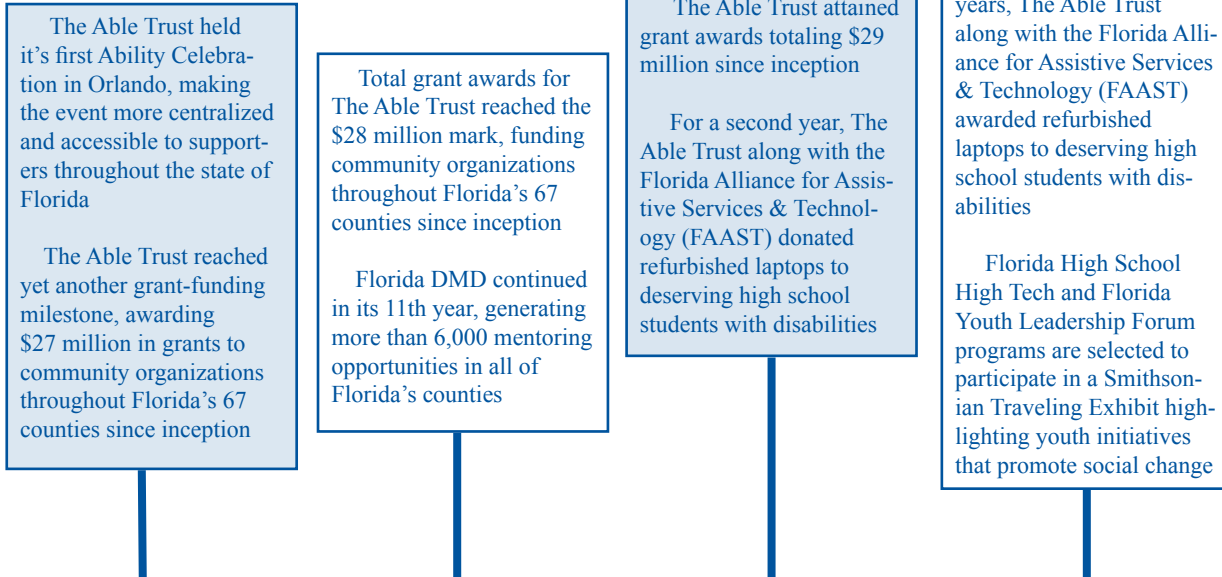 The Able Trust held
it's first Ability Celebra-
tion in Orlando, making
the event more centralized
and accessible to support-
ers throughout the state of
Florida
The Able Trust reached
yet another grant-funding
milestone, awarding
$27 million in grants to
community organizations
throughout Florida's 67
counties since inception
Total grant awards for
The Able Trust reached the
$28 million mark, funding
community organizations
throughout Florida's 67
counties since inception
Florida DMD continued
in its 11th year, generating
more than 6,000 mentoring
opportunities in all of
Florida's counties
The Able Trust attained
grant awards totaling $29
million since inception
For a second year, The
Able Trust along with the
Florida Alliance for Assis-
tive Services & Technol-
ogy (FAAST) donated
refurbished laptops to
deserving high school
students with disabilities
years, The Able Trust
along with the Florida Alli-
ance for Assistive Services
& Technology (FAAST)
awarded refurbished
laptops to deserving high
school students with dis-
abilities
Florida High School
High Tech and Florida
Youth Leadership Forum
programs are selected to
participate in a Smithson-
ian Traveling Exhibit high-
lighting youth initiatives
that promote social change